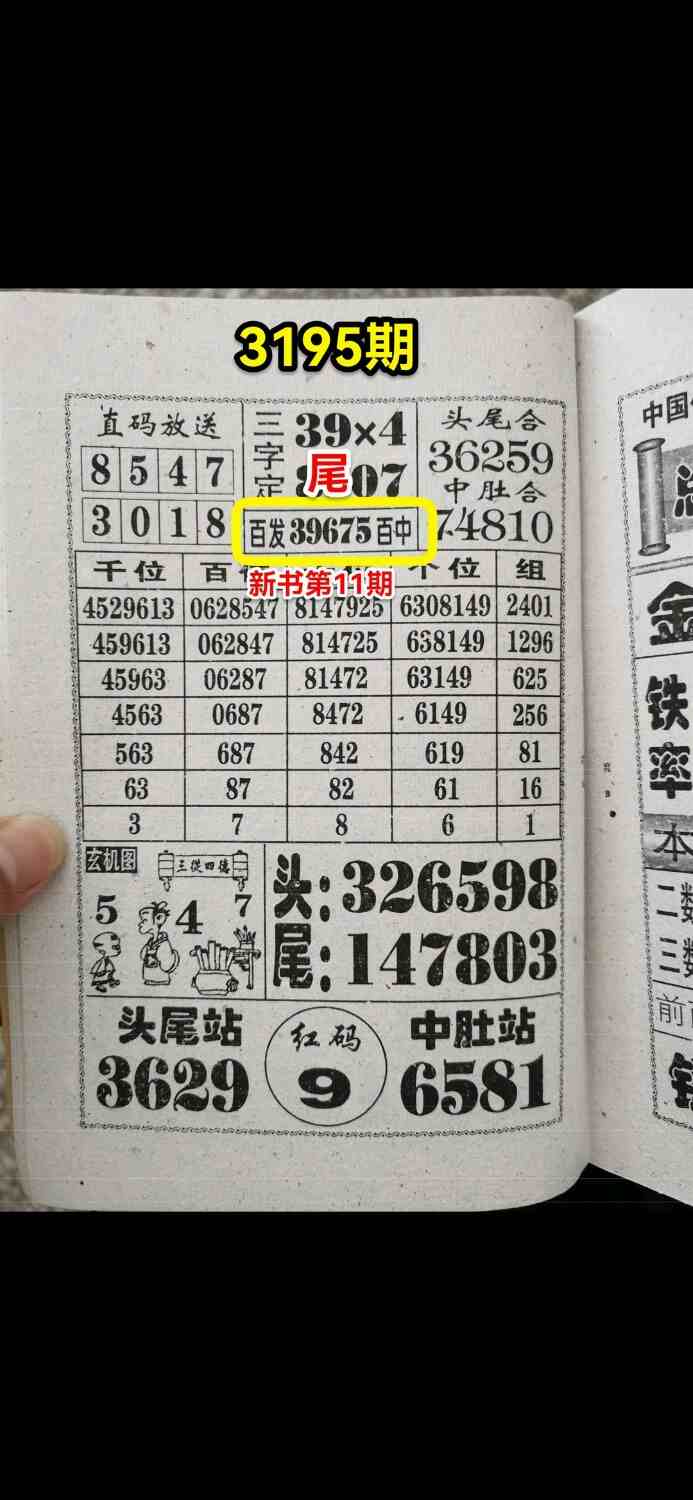 3195期
直码放送
8 5 4 7
3 0 1 8
三字定
39×4
尾
07
头尾合
36259
中肚合
74810
百发39675百中
新书第11期
千位 百 个位 组
4529613 0628547 8147925 6308149 2401
459613 062847 814725 638149 1296
45963 06287 81472 63149 625
4563 0687 8472 6149 256
563 687 842 619 81
63 87 82 61 16
3 7 8 6 1
玄机图
三從四德
5 4 7
头:326598
尾:147803
头尾站
3629
红码
9
中肚站
6581
中国
金
铁
率
本
二数
三数
前